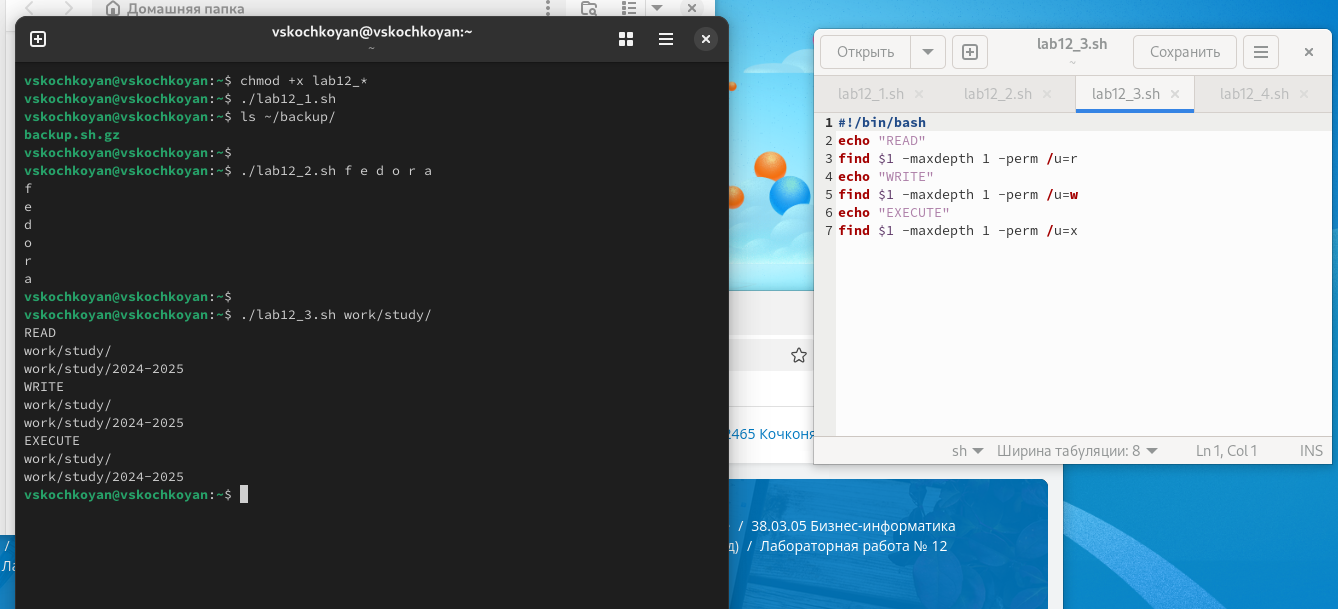 Домашняя папка
vskochkoyan@vskochkoyan:~
~
vskochkoyan@vskochkoyan:~$ chmod +x lab12_*
vskochkoyan@vskochkoyan:~$ ./lab12_1.sh
vskochkoyan@vskochkoyan:~$ ls ~/backup/
backup.sh.gz
vskochkoyan@vskochkoyan:~$
vskochkoyan@vskochkoyan:~$ ./lab12_2.sh f e d o r a
f
e
d
o
r
a
vskochkoyan@vskochkoyan:~$
vskochkoyan@vskochkoyan:~$ ./lab12_3.sh work/study/
READ
work/study/
work/study/2024-2025
WRITE
work/study/
work/study/2024-2025
EXECUTE
work/study/
work/study/2024-2025
vskochkoyan@vskochkoyan:~$
Открыть
lab12_3.sh
~
Сохранить
lab12_1.sh
lab12_2.sh
lab12_3.sh
lab12_4.sh
1 #!/bin/bash
2 echo "READ"
3 find $1 -maxdepth 1 -perm /u=r
4 echo "WRITE"
5 find $1 -maxdepth 1 -perm /u=w
6 echo "EXECUTE"
7 find $1 -maxdepth 1 -perm /u=x
sh
Ширина табуляции: 8
Ln 1, Col 1
INS
2465 Кочконя
/ 38.03.05 Бизнес-информатика
д) / Лабораторная работа № 12
/
Ла